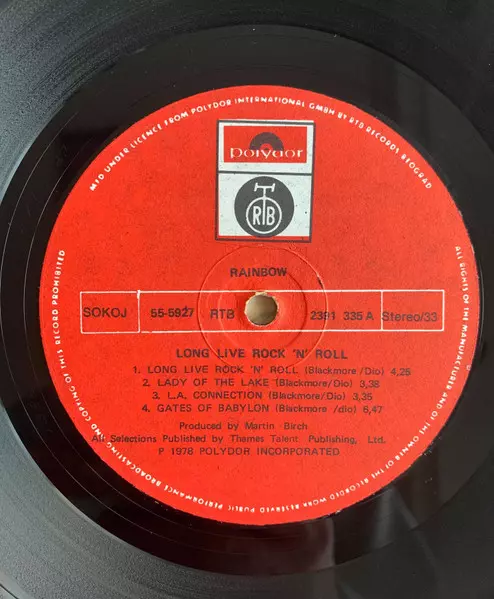 MFD UNDER LICENCE FROM POLYDOR INTERNATIONAL GMBH BY RTB RECORDS BEOGRAD
polydor
RTB
RAINBOW
SOKOJ 55-5927 RTB 2391 335 A Stereo/33
LONG LIVE ROCK 'N' ROLL
1. LONG LIVE ROCK 'N' ROLL (Blackmore/Dio) 4,25
2. LADY OF THE LAKE (Blackmore/Dio) 3,38
3. L.A. CONNECTION (Blackmore/Dio) 3,35
4. GATES OF BABYLON (Blackmore /dio) 6,47
Produced by Martin Birch
All Selections Published by Thames Talent Publishing, Ltd.
P 1978 POLYDOR INCORPORATED
ALL RIGHTS OF THE MANUFACTURES AND OF THE OWNER OF THE RECORDED WORK RESERVED PUBLIC PERFORMANCE BROADCASTING AND COPYING OF THIS RECORD PROHIBITED